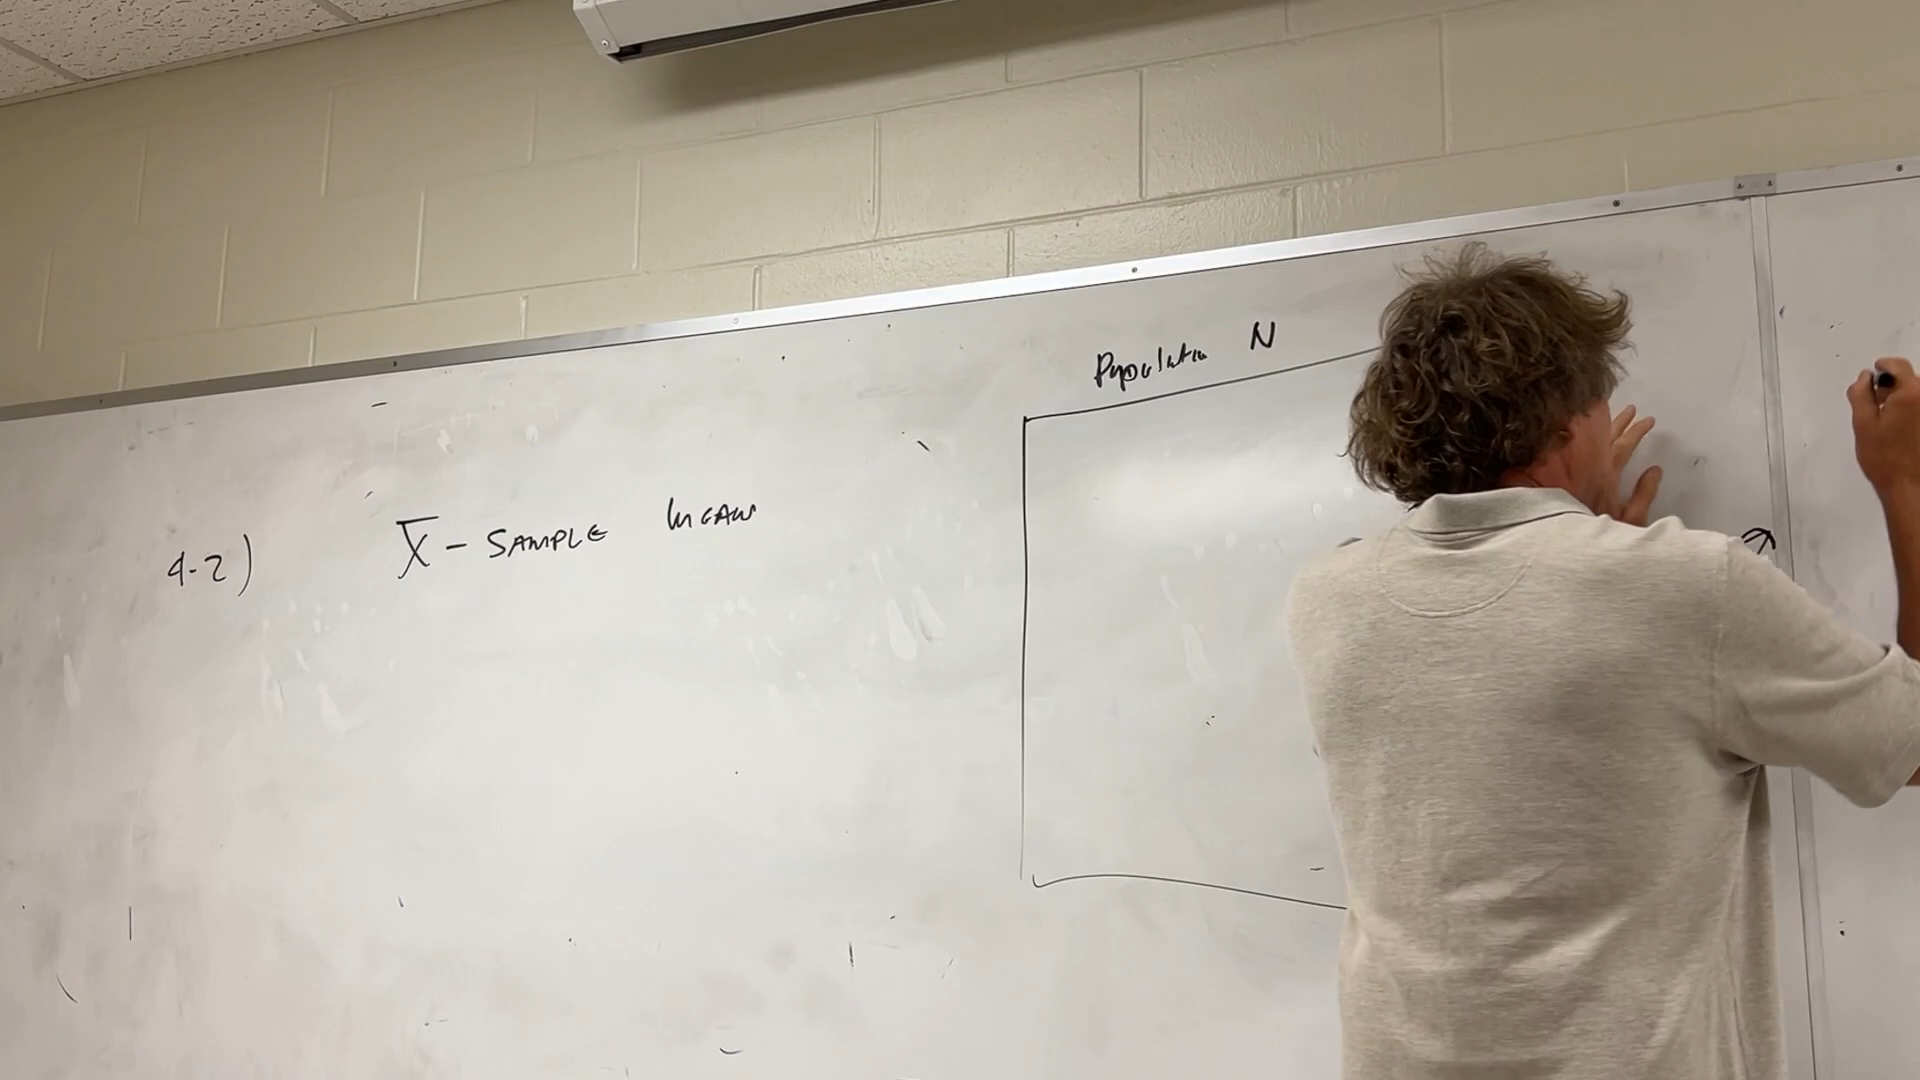 4.2) X̅ - SAMPLE MEAN
Population N